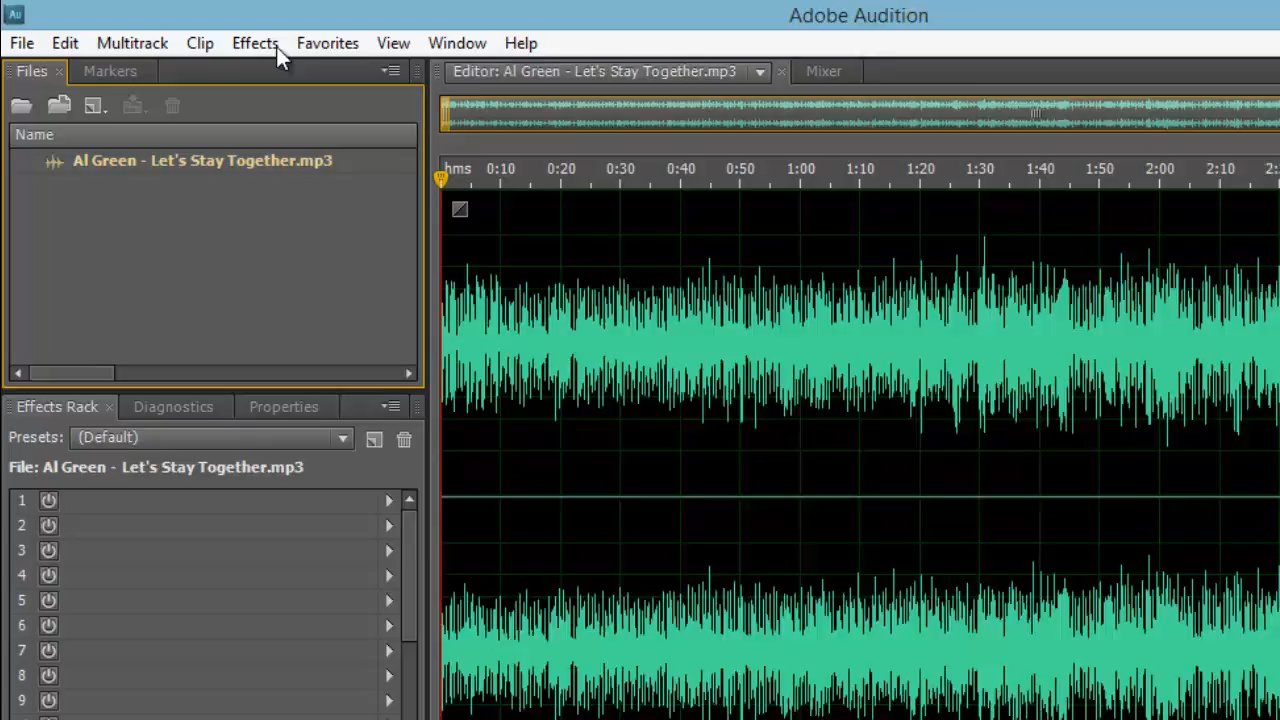 Au
Adobe Audition
File Edit Multitrack Clip Effects Favorites View Window Help
Files Markers
Editor: Al Green - Let's Stay Together.mp3 Mixer
Name
Al Green - Let's Stay Together.mp3
hms 0:10 0:20 0:30 0:40 0:50 1:00 1:10 1:20 1:30 1:40 1:50 2:00 2:10
Effects Rack Diagnostics Properties
Presets: (Default)
File: Al Green - Let's Stay Together.mp3
1
2
3
4
5
6
7
8
9